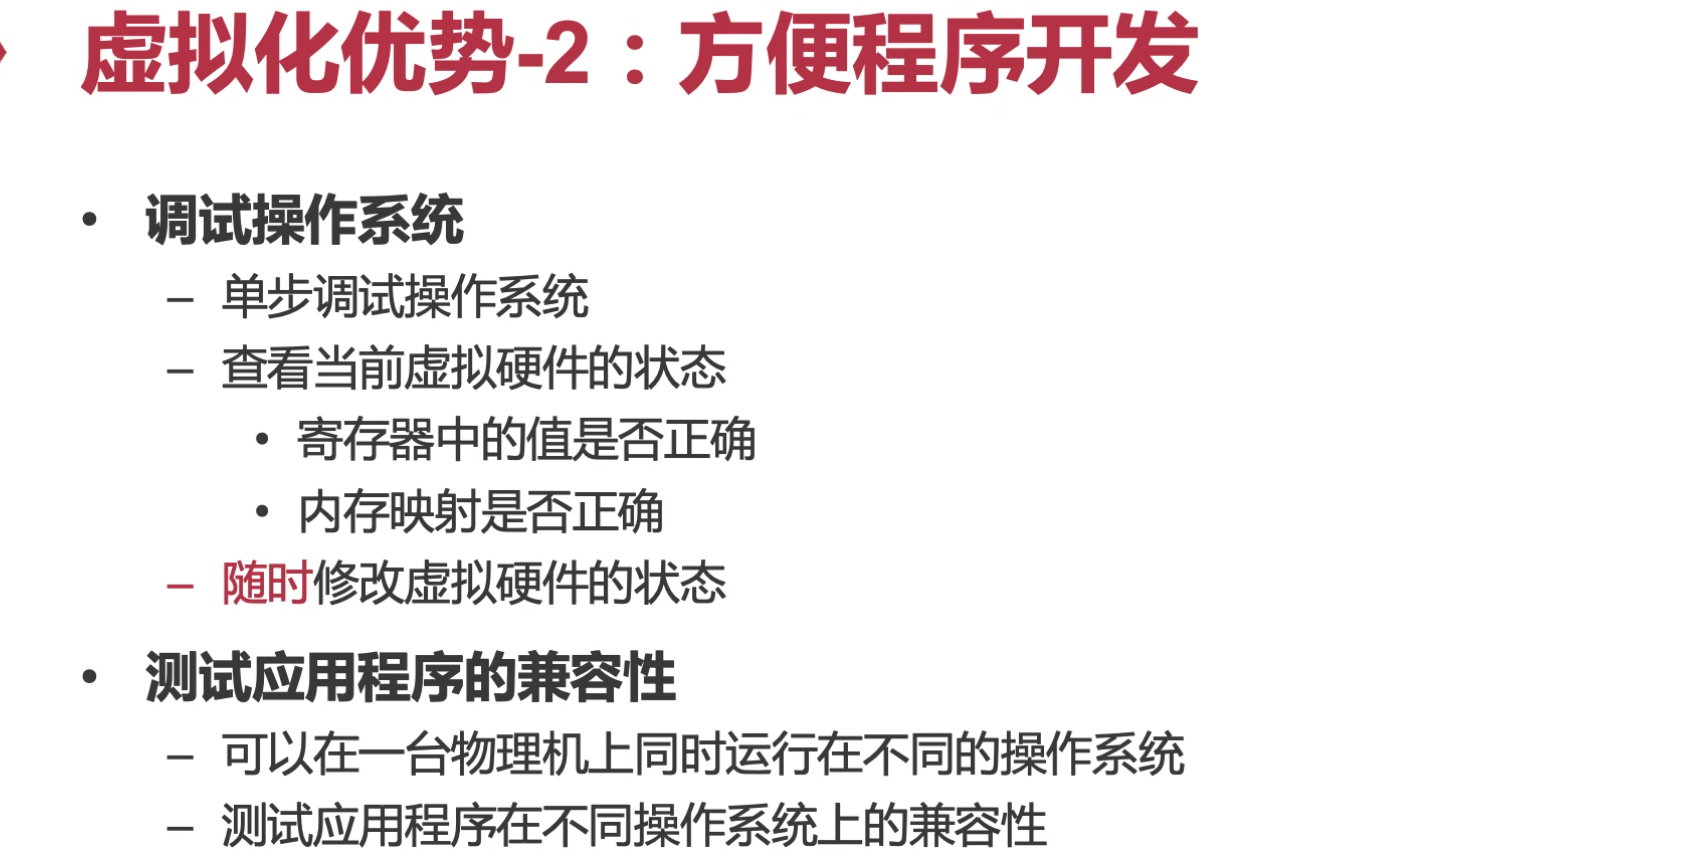 虚拟化优势-2：方便程序开发
• 调试操作系统
– 单步调试操作系统
– 查看当前虚拟硬件的状态
• 寄存器中的值是否正确
• 内存映射是否正确
– 随时修改虚拟硬件的状态
• 测试应用程序的兼容性
– 可以在一台物理机上同时运行在不同的操作系统
– 测试应用程序在不同操作系统上的兼容性